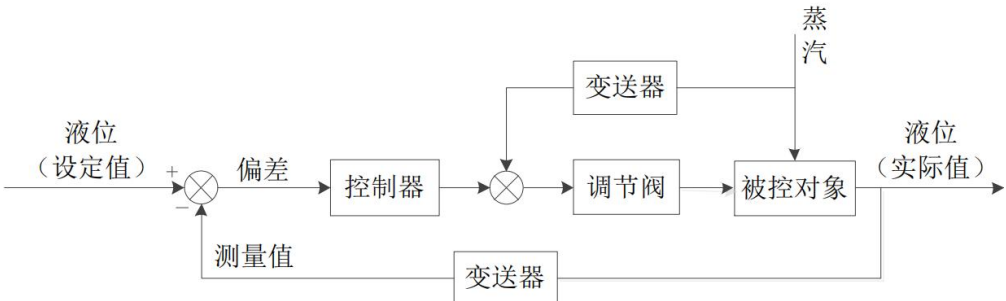 蒸
汽
变送器
液位
（设定值）
+
−
偏差
控制器
调节阀
被控对象
液位
（实际值）
测量值
变送器